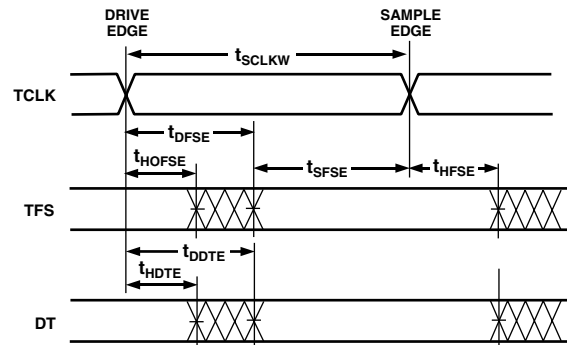 DRIVE EDGE
SAMPLE EDGE
tSCLKW
TCLK
tDFSE
tHOFSE
tSFSE
tHFSE
TFS
tDDTE
tHDTE
DT